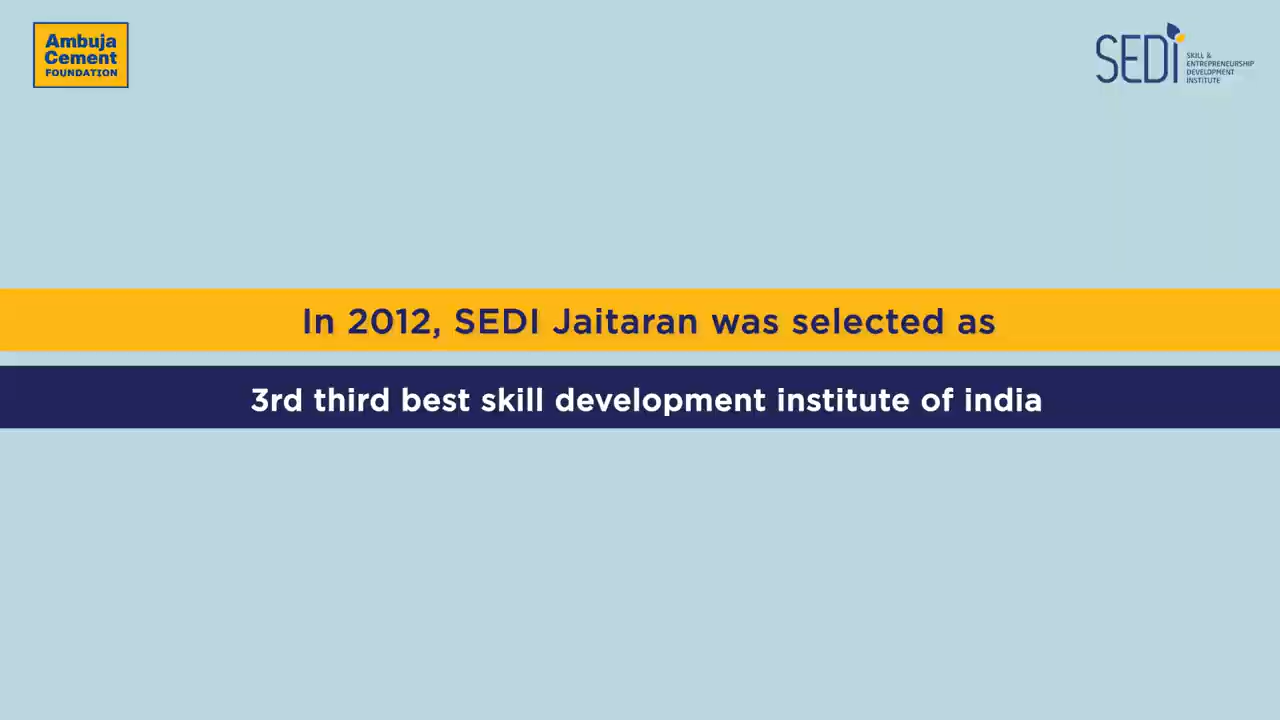 Ambuja
Cement
FOUNDATION
SEDI
SKILL &
ENTREPRENEURSHIP
DEVELOPMENT
INSTITUTE
In 2012, SEDI Jaitaran was selected as
3rd third best skill development institute of india